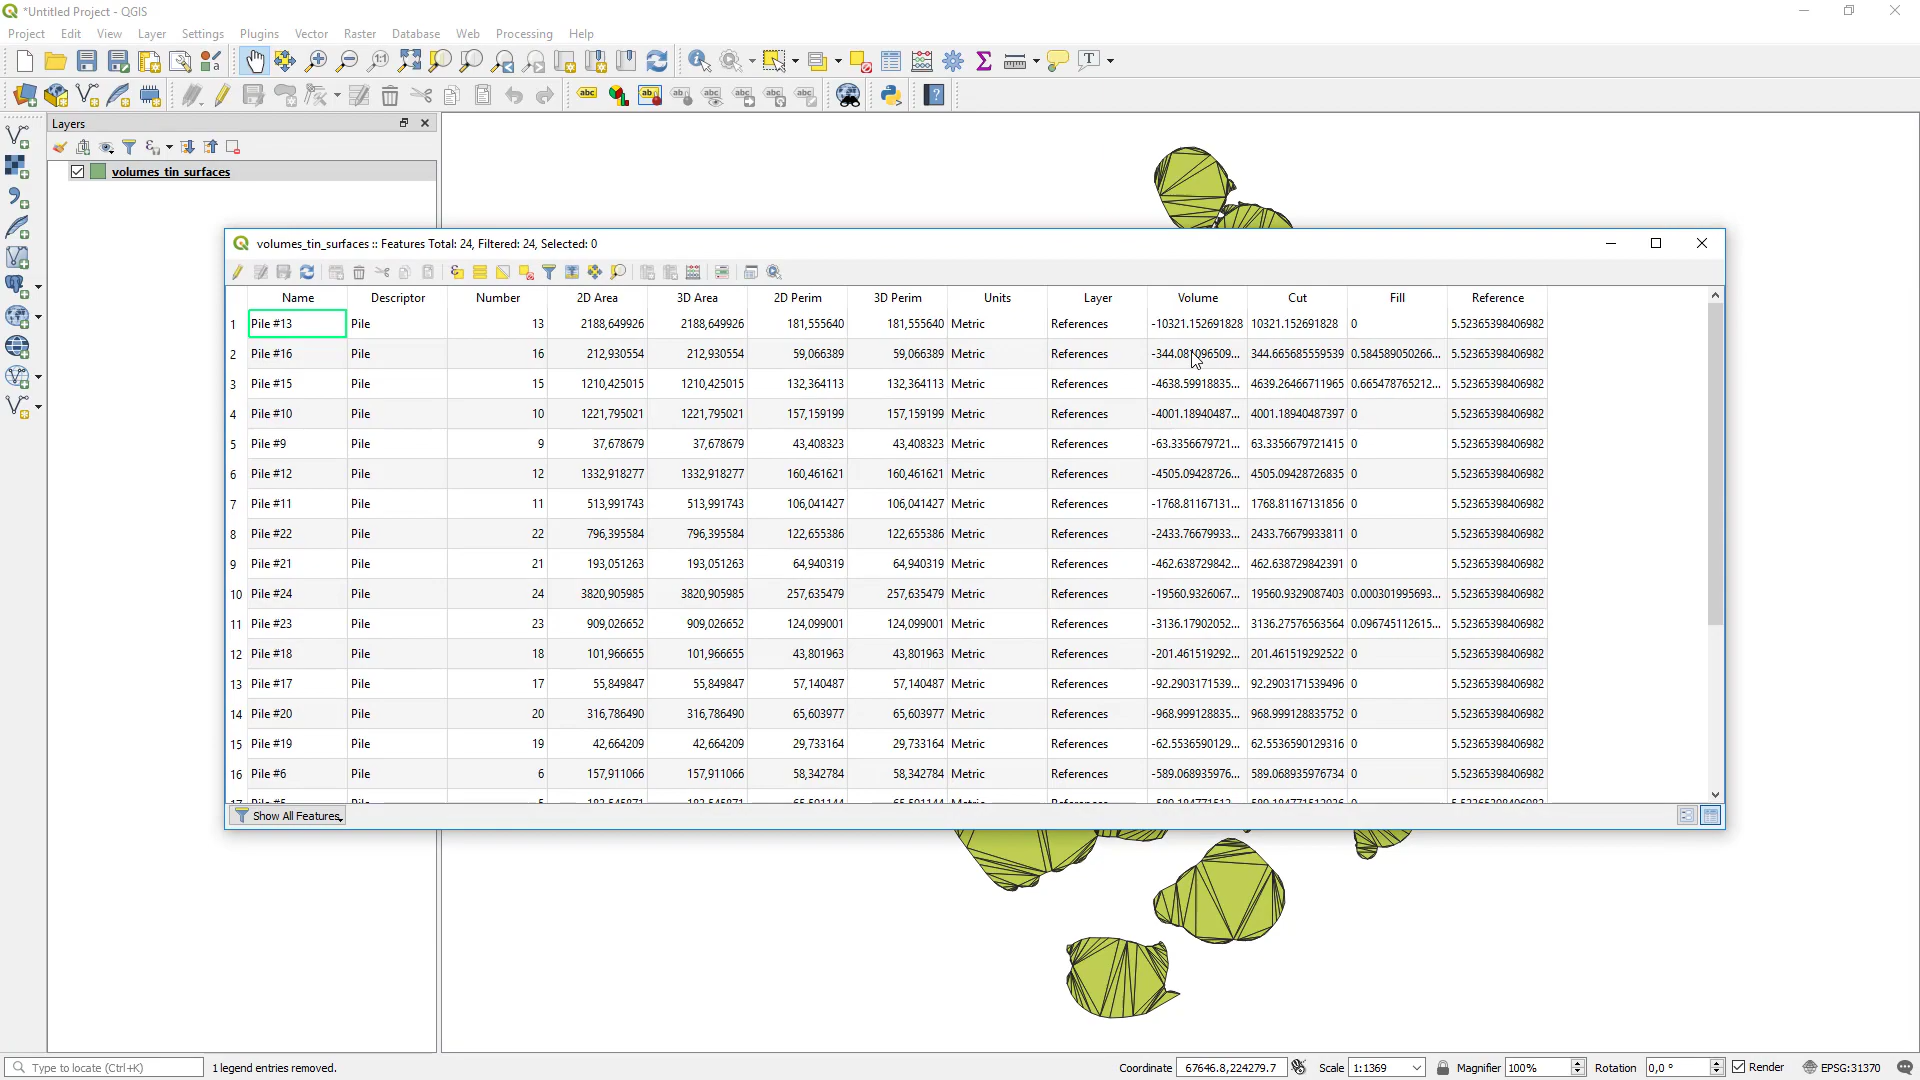 *Untitled Project - QGIS
Project Edit View Layer Settings Plugins Vector Raster Database Web Processing Help
Layers
volumes tin surfaces
volumes_tin_surfaces :: Features Total: 24, Filtered: 24, Selected: 0
Name Descriptor Number 2D Area 3D Area 2D Perim 3D Perim Units Layer Volume Cut Fill Reference
1 Pile #13 Pile 13 2188,649926 2188,649926 181,555640 181,555640 Metric References -10321.152691828 10321.152691828 0 5.52365398406982
2 Pile #16 Pile 16 212,930554 212,930554 59,066389 59,066389 Metric References -344.081096509... 344.665685559539 0.584589050266... 5.52365398406982
3 Pile #15 Pile 15 1210,425015 1210,425015 132,364113 132,364113 Metric References -4638.59918835... 4639.26466711965 0.665478765212... 5.52365398406982
4 Pile #10 Pile 10 1221,795021 1221,795021 157,159199 157,159199 Metric References -4001.18940487... 4001.18940487397 0 5.52365398406982
5 Pile #9 Pile 9 37,678679 37,678679 43,408323 43,408323 Metric References -63.3356679721... 63.3356679721415 0 5.52365398406982
6 Pile #12 Pile 12 1332,918277 1332,918277 160,461621 160,461621 Metric References -4505.09428726... 4505.09428726835 0 5.52365398406982
7 Pile #11 Pile 11 513,991743 513,991743 106,041427 106,041427 Metric References -1768.81167131... 1768.81167131856 0 5.52365398406982
8 Pile #22 Pile 22 796,395584 796,395584 122,655386 122,655386 Metric References -2433.76679933... 2433.76679933811 0 5.52365398406982
9 Pile #21 Pile 21 193,051263 193,051263 64,940319 64,940319 Metric References -462.638729842... 462.638729842391 0 5.52365398406982
10 Pile #24 Pile 24 3820,905985 3820,905985 257,635479 257,635479 Metric References -19560.9326067... 19560.9329087403 0.000301995693... 5.52365398406982
11 Pile #23 Pile 23 909,026652 909,026652 124,099001 124,099001 Metric References -3136.17902052... 3136.27576563564 0.096745112615... 5.52365398406982
12 Pile #18 Pile 18 101,966655 101,966655 43,801963 43,801963 Metric References -201.461519292... 201.461519292522 0 5.52365398406982
13 Pile #17 Pile 17 55,849847 55,849847 57,140487 57,140487 Metric References -92.2903171539... 92.2903171539496 0 5.52365398406982
14 Pile #20 Pile 20 316,786490 316,786490 65,603977 65,603977 Metric References -968.999128835... 968.999128835752 0 5.52365398406982
15 Pile #19 Pile 19 42,664209 42,664209 29,733164 29,733164 Metric References -62.5536590129... 62.5536590129316 0 5.52365398406982
16 Pile #6 Pile 6 157,911066 157,911066 58,342784 58,342784 Metric References -589.068935976... 589.068935976734 0 5.52365398406982
Show All Features
Type to locate (Ctrl+K) 1 legend entries removed. Coordinate 67646.8,224279.7 Scale 1:1369 Magnifier 100% Rotation 0,0 ° Render EPSG:31370